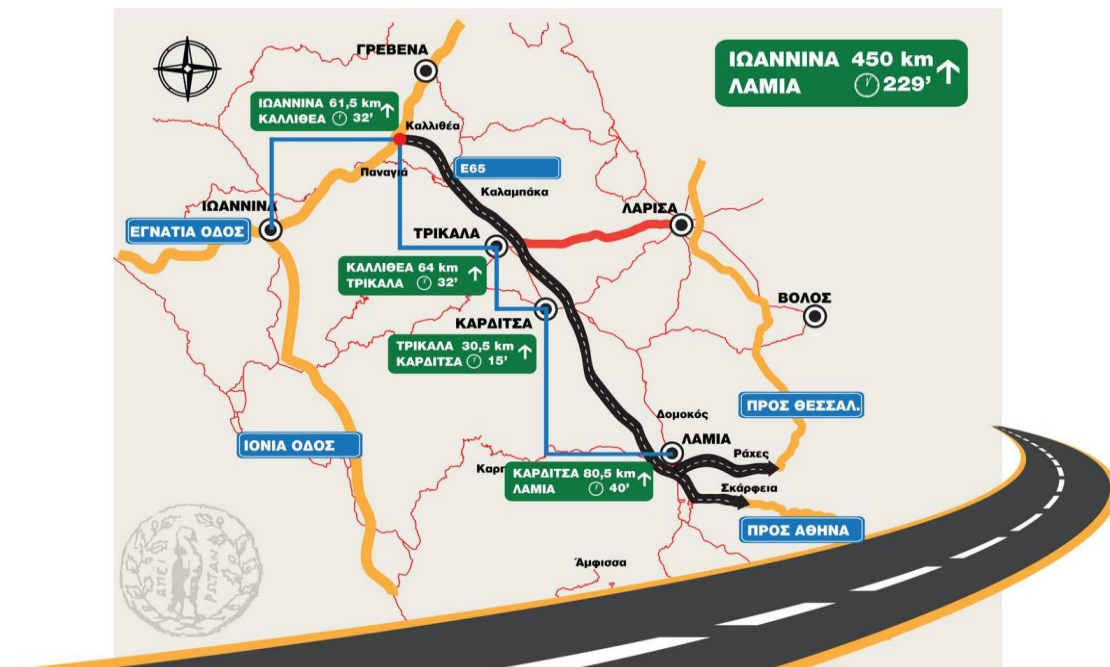 ΓΡΕΒΕΝΑ
ΙΩΑΝΝΙΝΑ 450 km
ΛΑΜΙΑ 229’
ΙΩΑΝΝΙΝΑ 61,5 km
ΚΑΛΛΙΘΕΑ 32’
Καλλιθέα
Παναγιά
E65
Καλαμπάκα
ΙΩΑΝΝΙΝΑ
ΛΑΡΙΣΑ
ΕΓΝΑΤΙΑ ΟΔΟΣ
ΤΡΙΚΑΛΑ
ΚΑΛΛΙΘΕΑ 64 km
ΤΡΙΚΑΛΑ 32’
ΒΟΛΟΣ
ΚΑΡΔΙΤΣΑ
ΤΡΙΚΑΛΑ 30,5 km
ΚΑΡΔΙΤΣΑ 15’
ΠΡΟΣ ΘΕΣΣΑΛ.
Δομοκός
ΙΟΝΙΑ ΟΔΟΣ
ΛΑΜΙΑ
Ράχες
ΚΑΡΔΙΤΣΑ 80,5 km
ΛΑΜΙΑ 40’
Σκάρφεια
ΠΡΟΣ ΑΘΗΝΑ
Άμφισσα
ΑΠΕΙ
ΡΩΤΑΝ